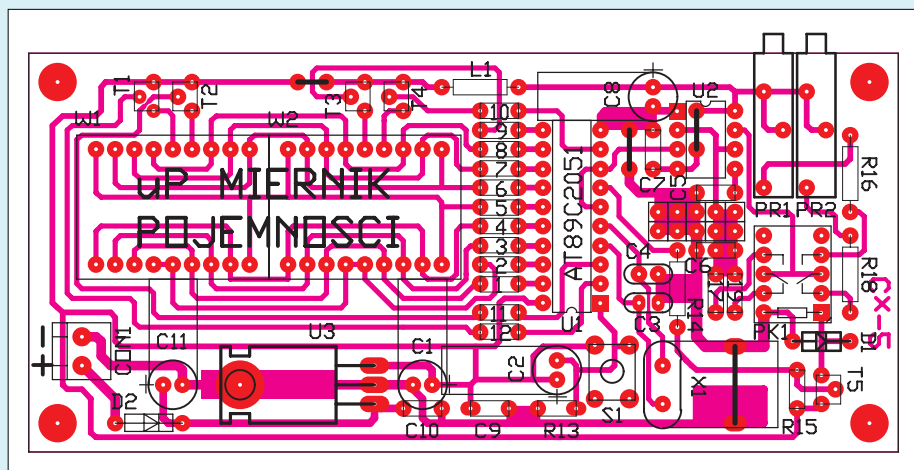 T1
T2
T3
T4
L1
C8
U2
W1
W2
10
9
8
7
6
5
4
3
2
1
11
12
uP MIERNIK
POJEMNOSCI
AT89C2051
U1
C7
C5
C4
C6
C3
R14
PR1
PR2
R16
R18
PK1
D1
T5
R15
X1
S1
C2
R13
C9
C10
C1
U3
C11
COM1
+
-
D2